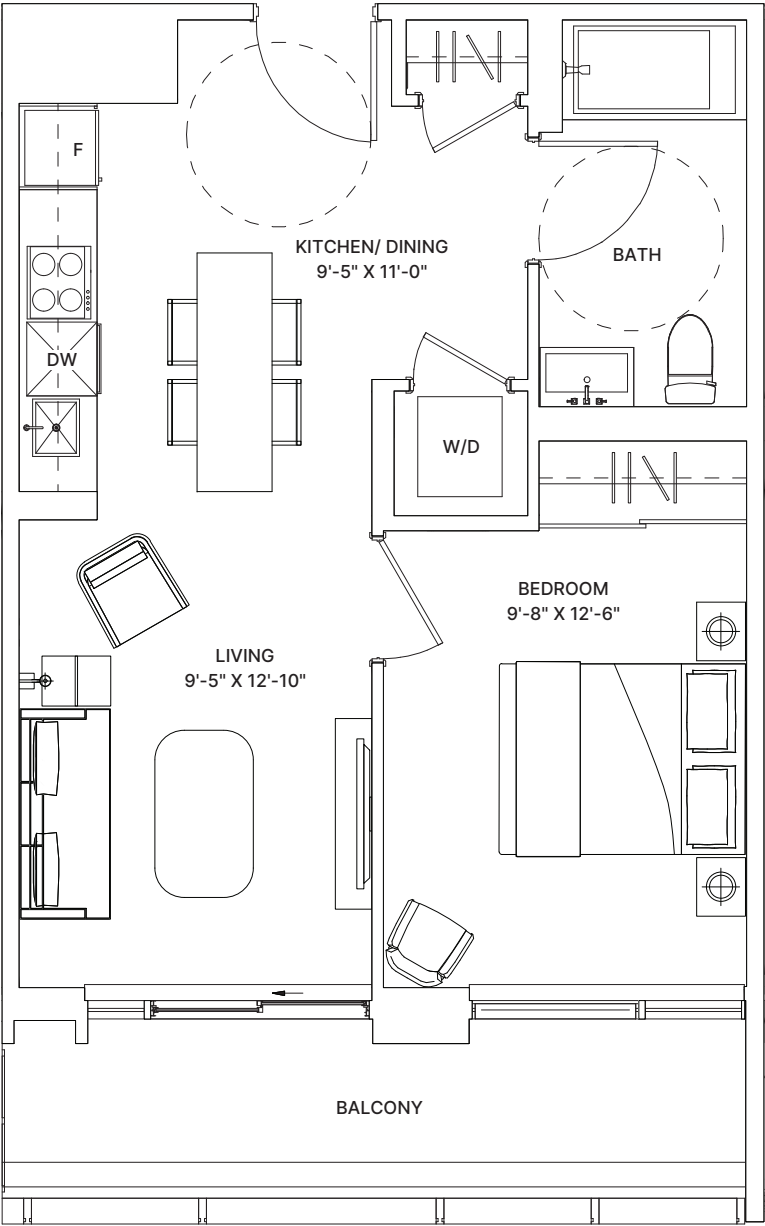 F
KITCHEN/ DINING
9'-5" X 11'-0"
BATH
DW
W/D
BEDROOM
9'-8" X 12'-6"
LIVING
9'-5" X 12'-10"
BALCONY